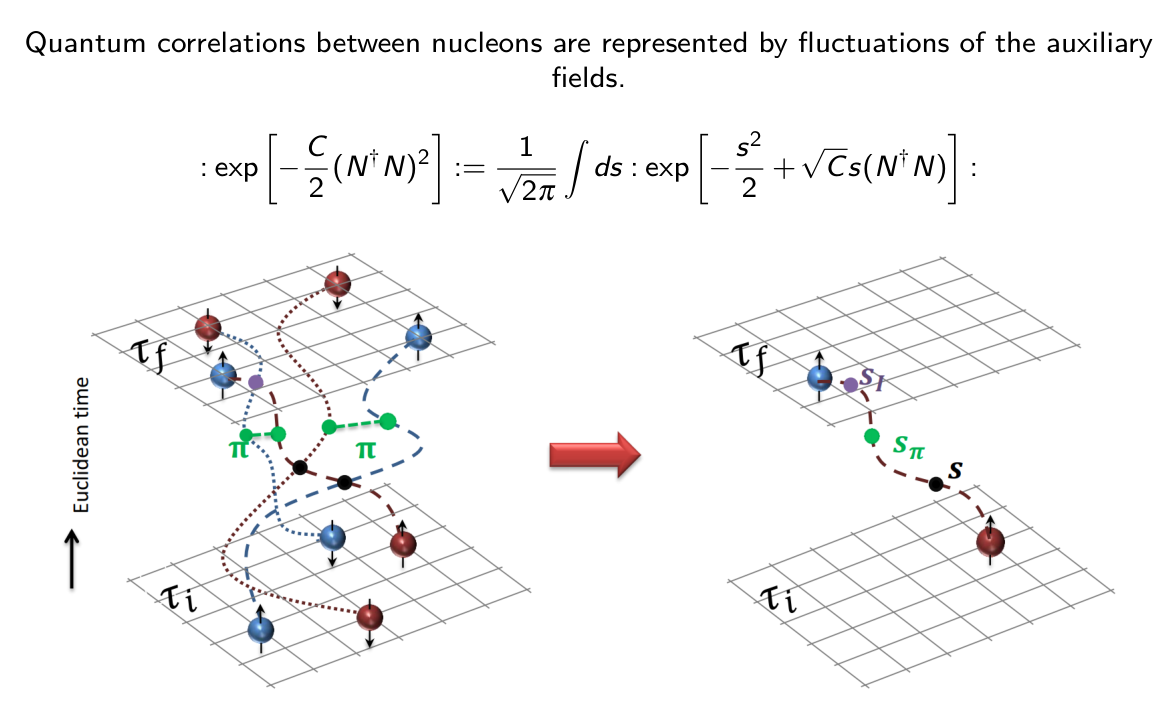 Quantum correlations between nucleons are represented by fluctuations of the auxiliary
fields.
: exp [ − C/2 (N†N)² ] := 1/√2π ∫ ds : exp [ − s²/2 + √C s(N†N) ] :
τf
τf
sI
π
π
sπ
s
Euclidean time
τi
τi